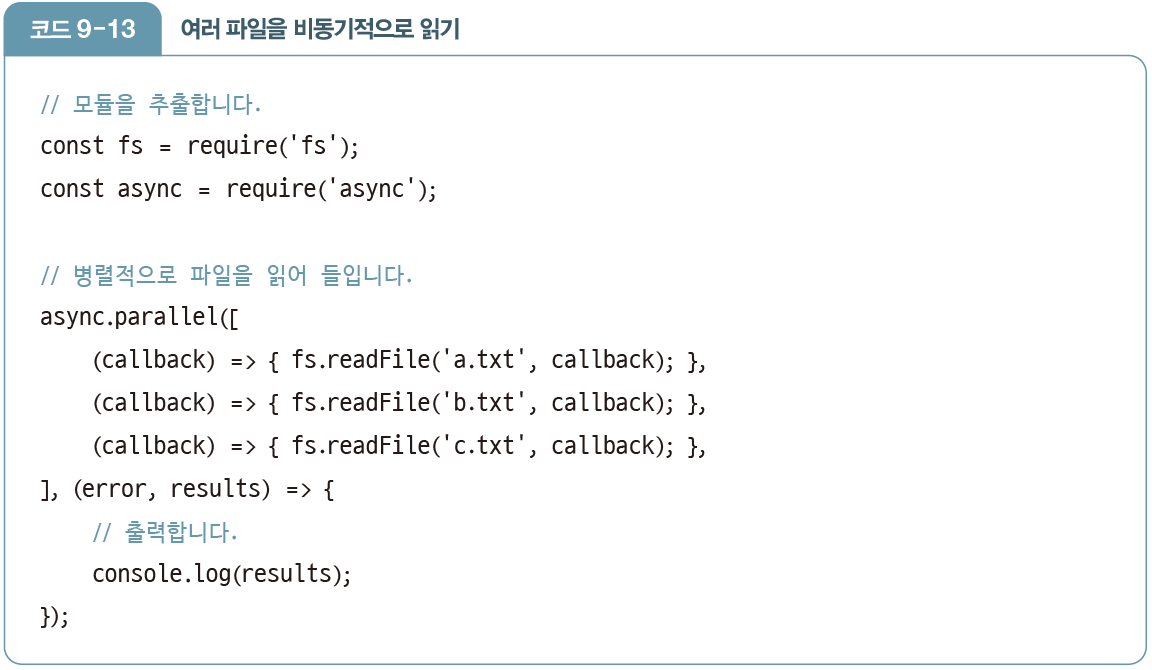 코드 9-13 여러 파일을 비동기적으로 읽기
// 모듈을 추출합니다.
const fs = require('fs');
const async = require('async');
// 병렬적으로 파일을 읽어 들입니다.
async.parallel([
    (callback) => { fs.readFile('a.txt', callback); },
    (callback) => { fs.readFile('b.txt', callback); },
    (callback) => { fs.readFile('c.txt', callback); },
], (error, results) => {
    // 출력합니다.
    console.log(results);
});